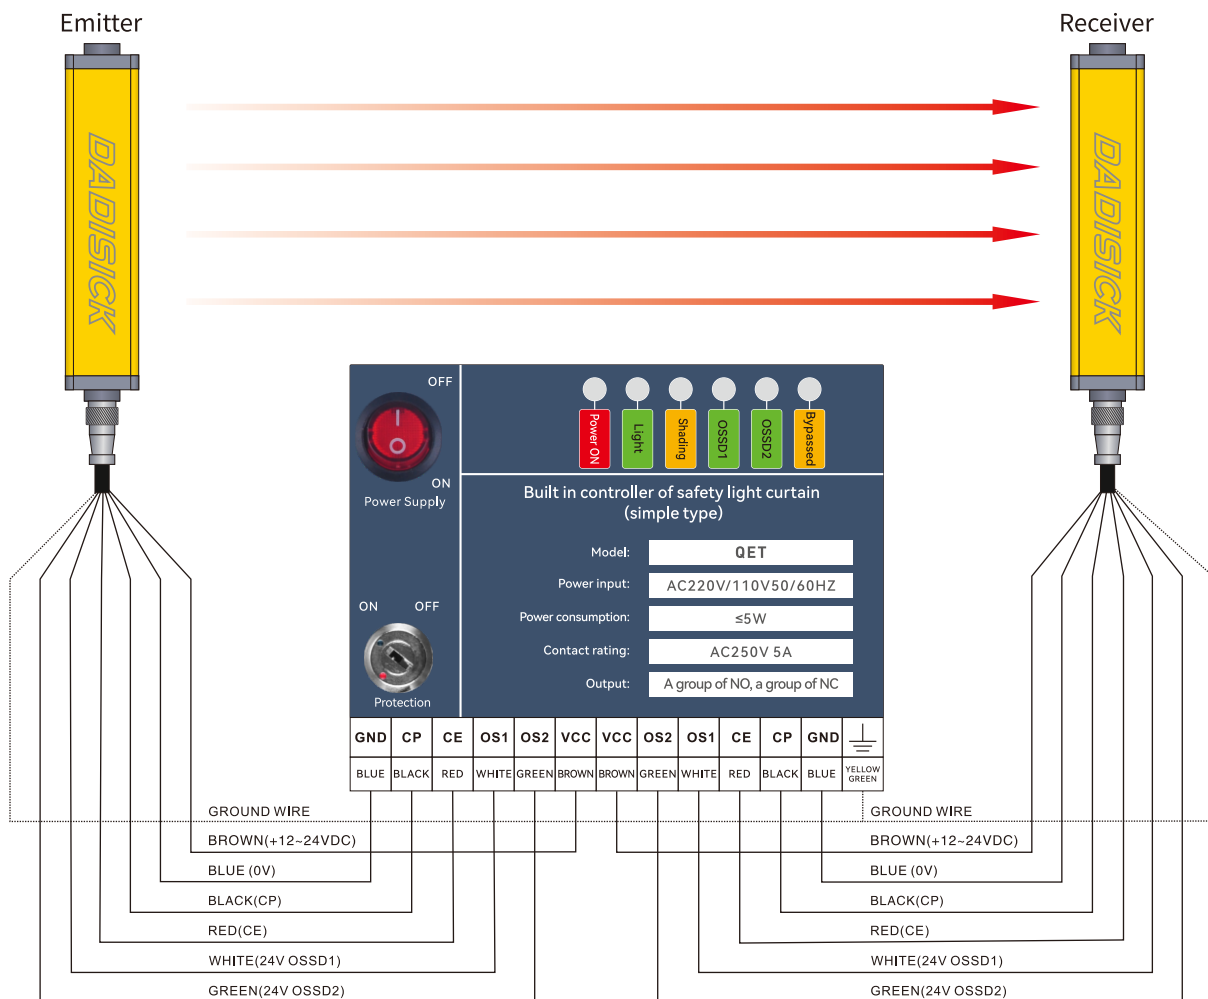 Emitter
Receiver
DADISICK
DADISICK
OFF
ON
Power Supply
ON OFF
Protection
Power ON
Light
Shading
OSSD1
OSSD2
Bypassed
Built in controller of safety light curtain
(simple type)
Model: QET
Power input: AC220V/110V50/60HZ
Power consumption: ≤5W
Contact rating: AC250V 5A
Output: A group of NO, a group of NC
GND CP CE OS1 OS2 VCC VCC OS2 OS1 CE CP GND
BLUE BLACK RED WHITE GREEN BROWN BROWN GREEN WHITE RED BLACK BLUE YELLOW
GREEN
GROUND WIRE GROUND WIRE
BROWN(+12~24VDC) BROWN(+12~24VDC)
BLUE (0V) BLUE (0V)
BLACK(CP) BLACK(CP)
RED(CE) RED(CE)
WHITE(24V OSSD1) WHITE(24V OSSD1)
GREEN(24V OSSD2) GREEN(24V OSSD2)